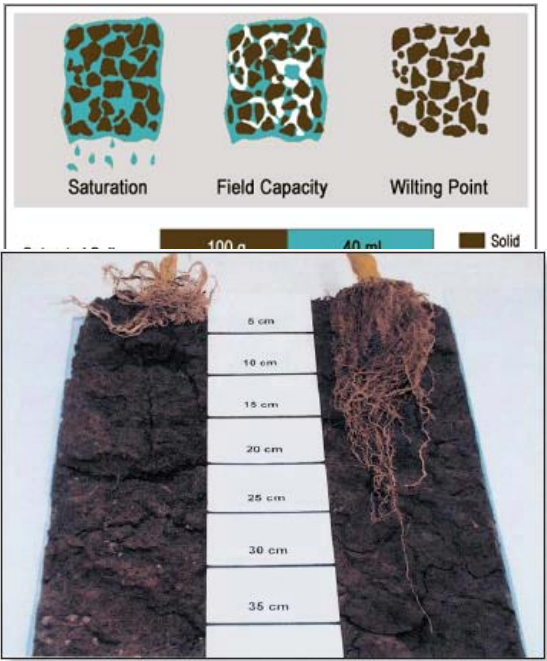 Saturation
Field Capacity
Wilting Point
100 g
40 ml
Solid
5 cm
10 cm
15 cm
20 cm
25 cm
30 cm
35 cm